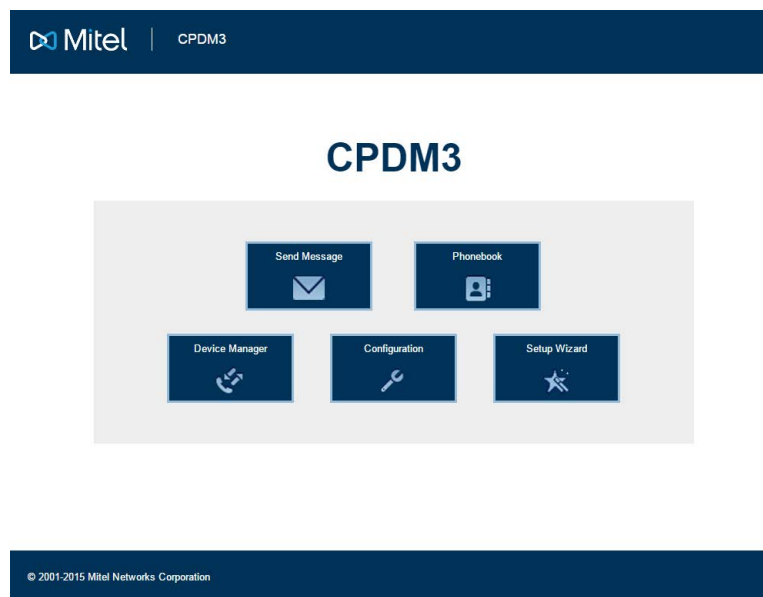 Mitel | CPDM3
CPDM3
Send Message
Phonebook
Device Manager
Configuration
Setup Wizard
© 2001-2015 Mitel Networks Corporation